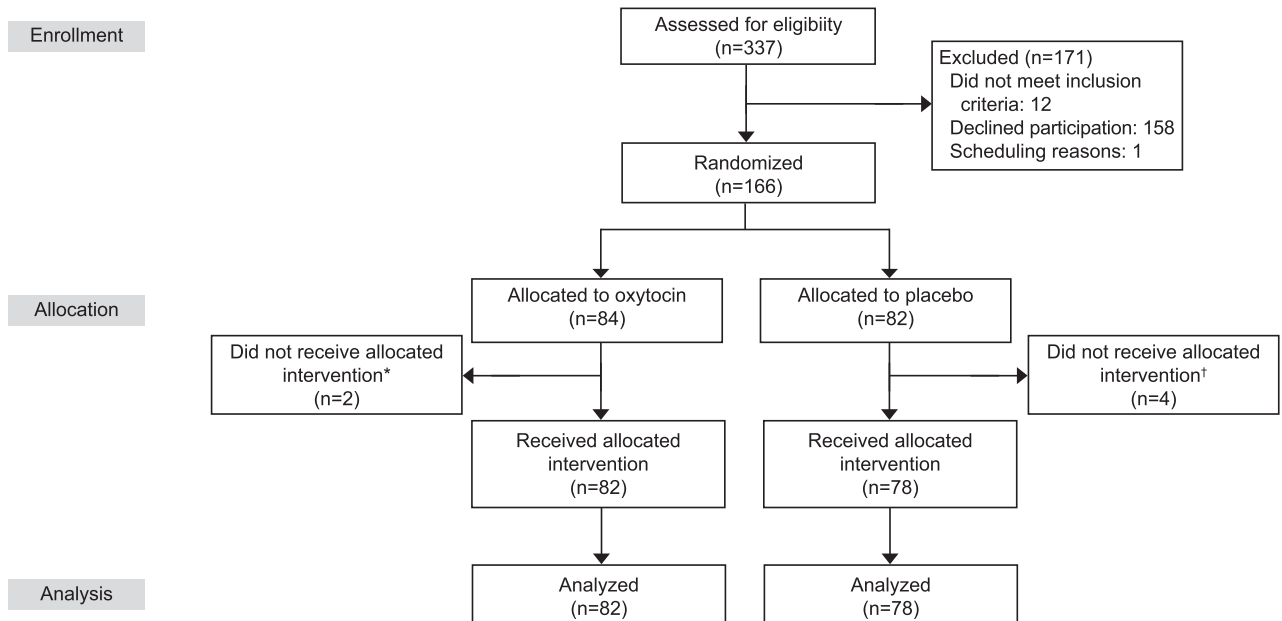 Enrollment
Assessed for eligibiity
(n=337)
Excluded (n=171)
Did not meet inclusion
criteria: 12
Declined participation: 158
Scheduling reasons: 1
Randomized
(n=166)
Allocation
Allocated to oxytocin
(n=84)
Allocated to placebo
(n=82)
Did not receive allocated
intervention*
(n=2)
Did not receive allocated
intervention†
(n=4)
Received allocated
intervention
(n=82)
Received allocated
intervention
(n=78)
Analysis
Analyzed
(n=82)
Analyzed
(n=78)